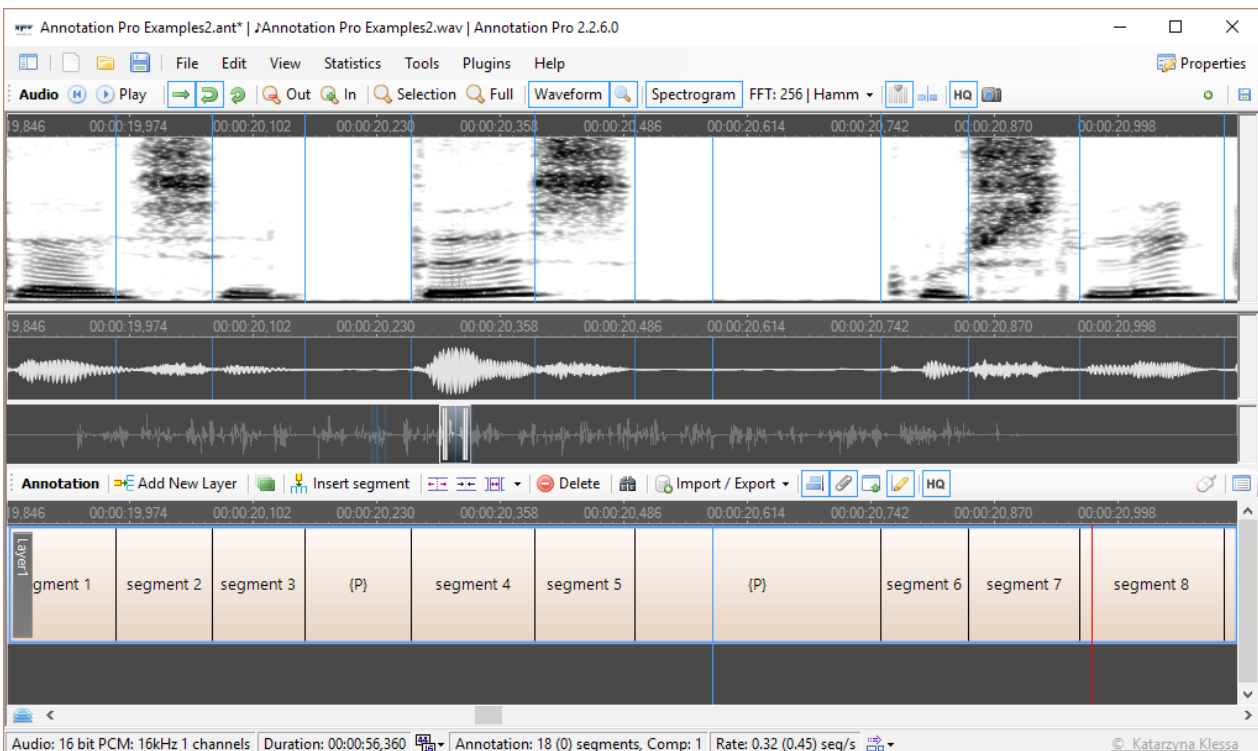 Annotation Pro Examples2.ant* | ♪Annotation Pro Examples2.wav | Annotation Pro 2.2.6.0
File Edit View Statistics Tools Plugins Help Properties
Audio Play Out In Selection Full Waveform Spectrogram FFT: 256 | Hamm HQ
19,846 00:00:19,974 00:00:20,102 00:00:20,230 00:00:20,358 00:00:20,486 00:00:20,614 00:00:20,742 00:00:20,870 00:00:20,998
19,846 00:00:19,974 00:00:20,102 00:00:20,230 00:00:20,358 00:00:20,486 00:00:20,614 00:00:20,742 00:00:20,870 00:00:20,998
Annotation Add New Layer Insert segment Delete Import / Export HQ
19,846 00:00:19,974 00:00:20,102 00:00:20,230 00:00:20,358 00:00:20,486 00:00:20,614 00:00:20,742 00:00:20,870 00:00:20,998
Layer1
gment 1 segment 2 segment 3 {P} segment 4 segment 5 {P} segment 6 segment 7 segment 8
Audio: 16 bit PCM: 16kHz 1 channels Duration: 00:00:56,360 44 16 Annotation: 18 (0) segments, Comp: 1 Rate: 0.32 (0.45) seg/s © Katarzyna Klessa